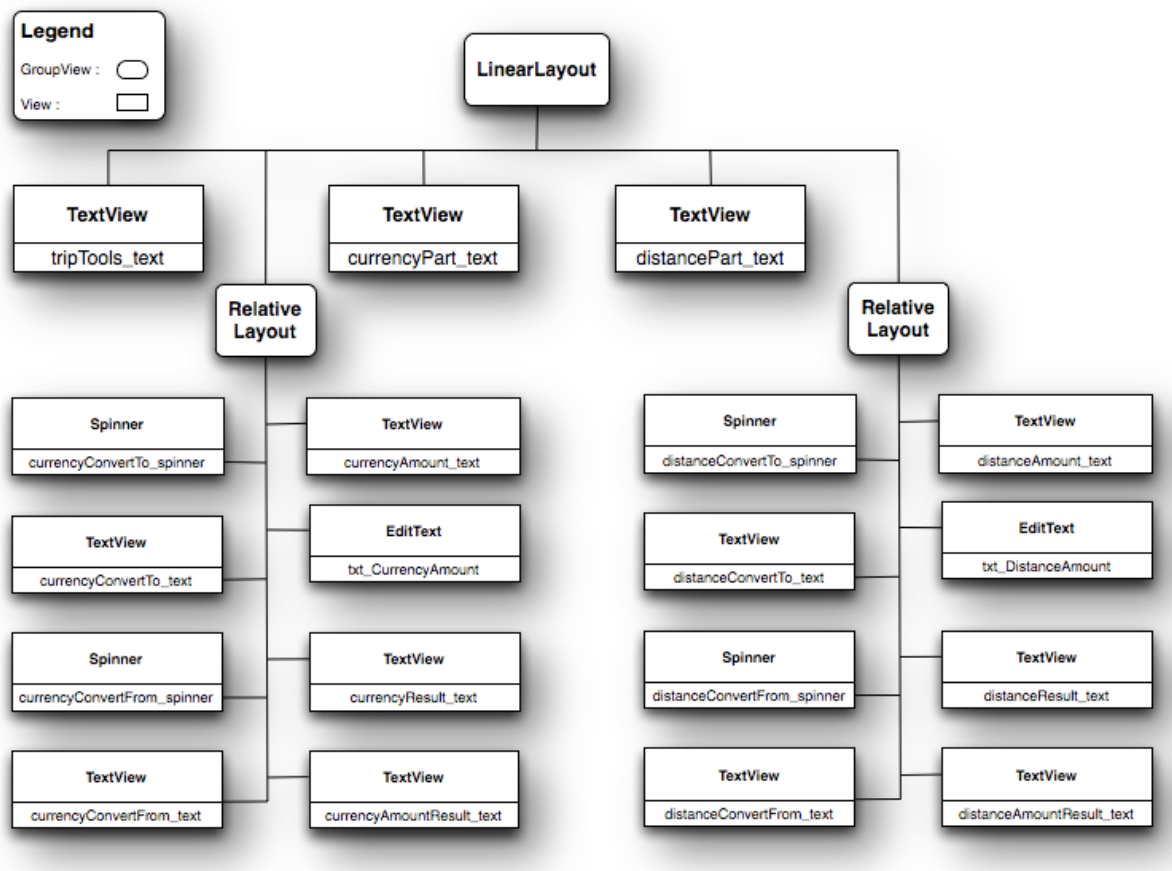 Legend
GroupView :
View :
LinearLayout
TextView
tripTools_text
TextView
currencyPart_text
TextView
distancePart_text
Relative
Layout
Relative
Layout
Spinner
currencyConvertTo_spinner
TextView
currencyAmount_text
Spinner
distanceConvertTo_spinner
TextView
distanceAmount_text
TextView
currencyConvertTo_text
EditText
txt_CurrencyAmount
TextView
distanceConvertTo_text
EditText
txt_DistanceAmount
Spinner
currencyConvertFrom_spinner
TextView
currencyResult_text
Spinner
distanceConvertFrom_spinner
TextView
distanceResult_text
TextView
currencyConvertFrom_text
TextView
currencyAmountResult_text
TextView
distanceConvertFrom_text
TextView
distanceAmountResult_text